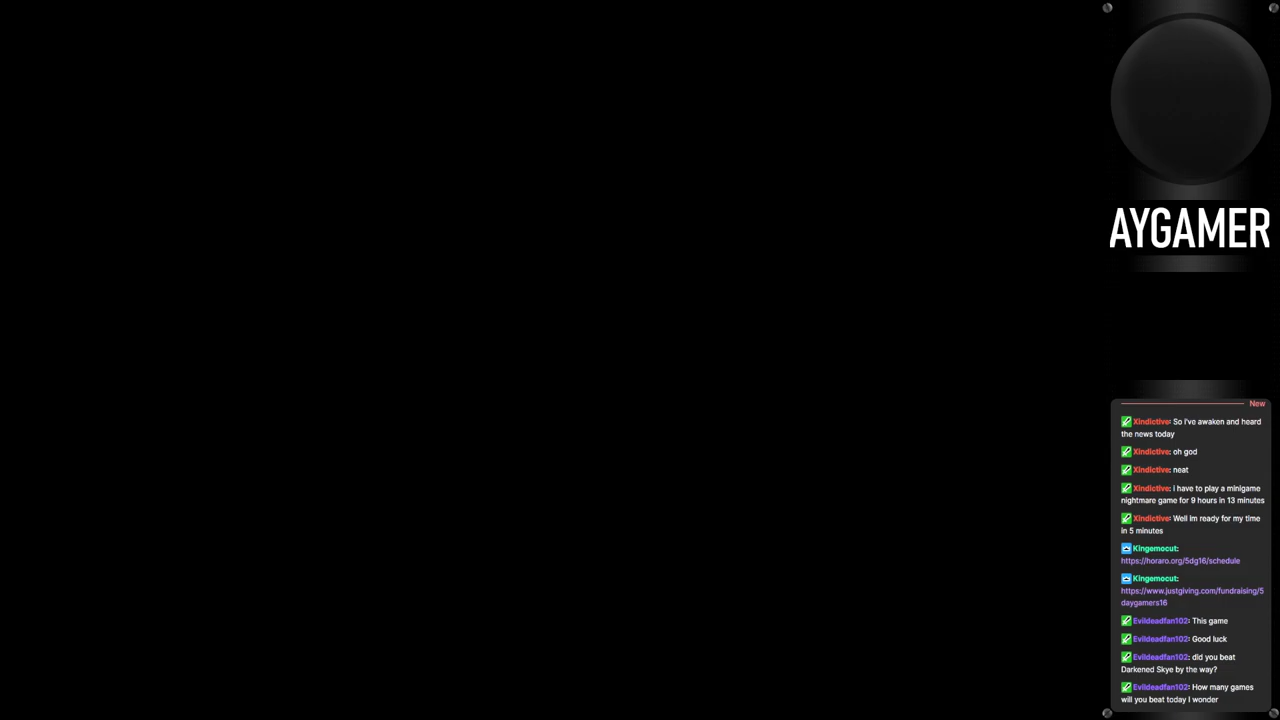 AYGAMER
New
Xindictive: So I've awaken and heard
the news today
Xindictive: oh god
Xindictive: neat
Xindictive: I have to play a minigame
nightmare game for 9 hours in 13 minutes
Xindictive: Well im ready for my time
in 5 minutes
Kingemocut:
https://horaro.org/5dg16/schedule
Kingemocut:
https://www.justgiving.com/fundraising/5
daygamers16
Evildeadfan102: This game
Evildeadfan102: Good luck
Evildeadfan102: did you beat
Darkened Skye by the way?
Evildeadfan102: How many games
will you beat today I wonder